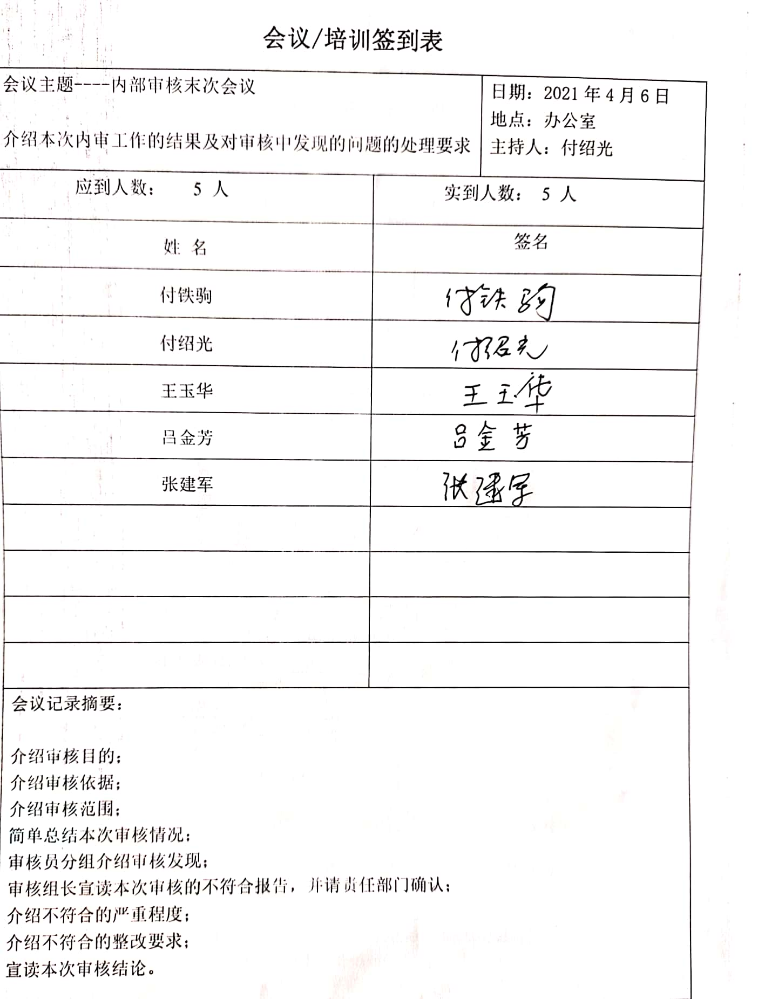 会议/培训签到表
会议主题----内部审核末次会议
介绍本次内审工作的结果及对审核中发现的问题的处理要求
日期：2021年4月6日
地点：办公室
主持人：付绍光
应到人数： 5 人
实到人数： 5 人
姓 名
签名
付铁驹
付铁驹
付绍光
付绍光
王玉华
王玉华
吕金芳
吕金芳
张建军
张建军
会议记录摘要：
介绍审核目的；
介绍审核依据；
介绍审核范围；
简单总结本次审核情况；
审核员分组介绍审核发现；
审核组长宣读本次审核的不符合报告，并请责任部门确认；
介绍不符合的严重程度；
介绍不符合的整改要求；
宣读本次审核结论。